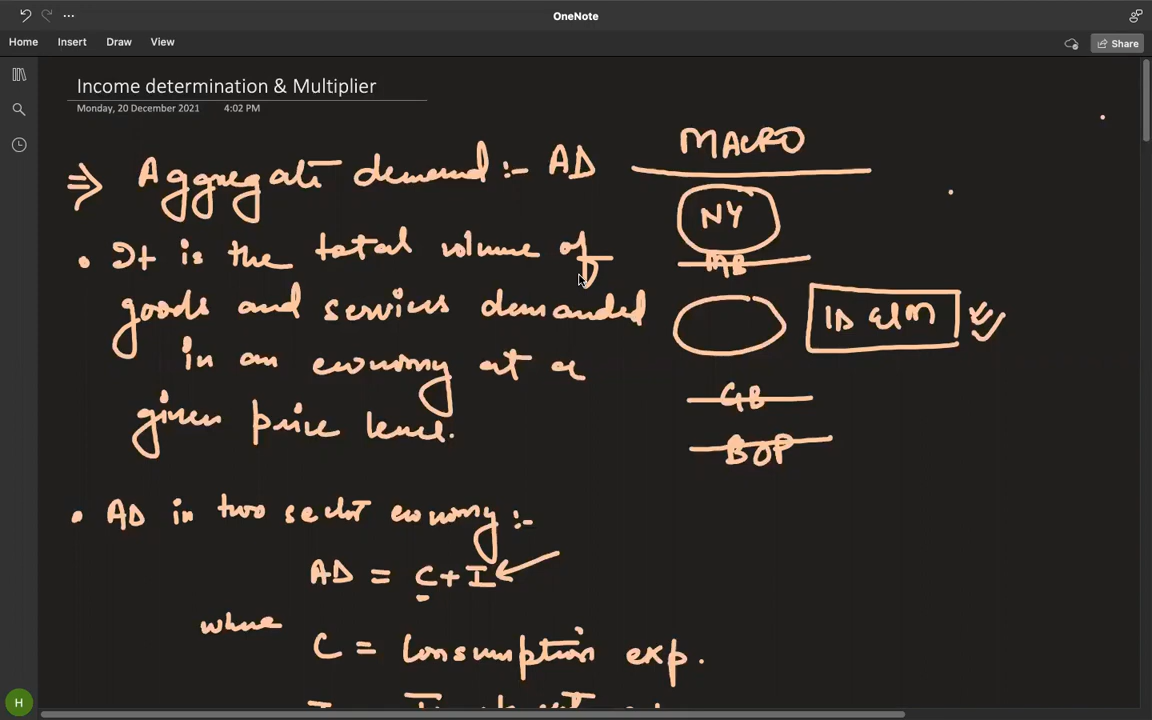 OneNote
Home Insert Draw View
Share
Income determination & Multiplier
Monday, 20 December 2021 4:02 PM
⇒ Aggregate demand :- AD
• It is the total volume of
goods and services demanded
in an economy at a
given price level.
MACRO
NY
MB
ID &M
GB
BOP
• AD in two sector economy :-
AD = C + I
where
C = Consumption exp.
H